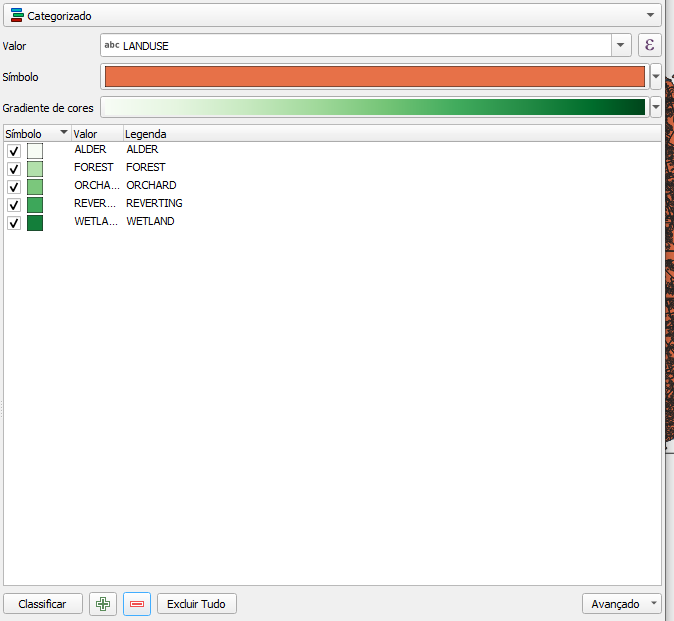 Categorizado
Valor abc LANDUSE ε
Símbolo
Gradiente de cores
Símbolo Valor Legenda
ALDER ALDER
FOREST FOREST
ORCHA... ORCHARD
REVER... REVERTING
WETLA... WETLAND
Classificar Excluir Tudo Avançado